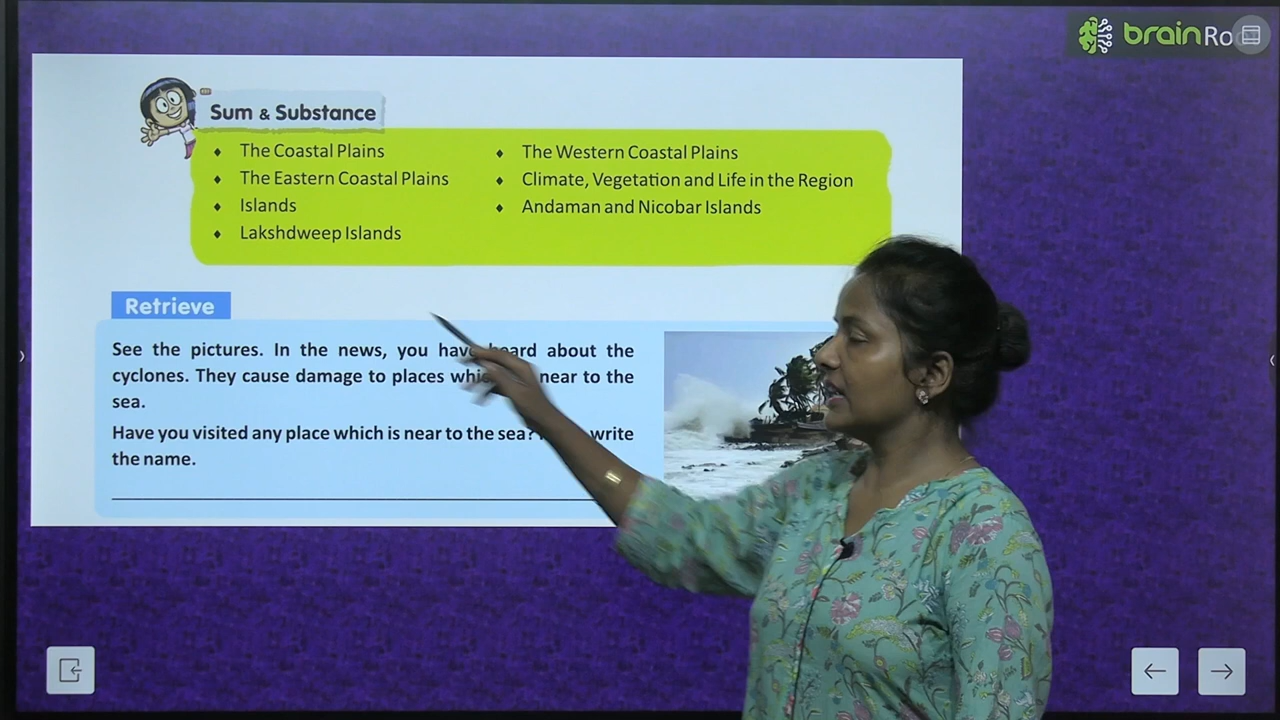 brainRo
Sum & Substance
The Coastal Plains
The Eastern Coastal Plains
Islands
Lakshdweep Islands
The Western Coastal Plains
Climate, Vegetation and Life in the Region
Andaman and Nicobar Islands
Retrieve
See the pictures. In the news, you have heard about the
cyclones. They cause damage to places near to the
sea.
Have you visited any place which is near to the sea? write
the name.